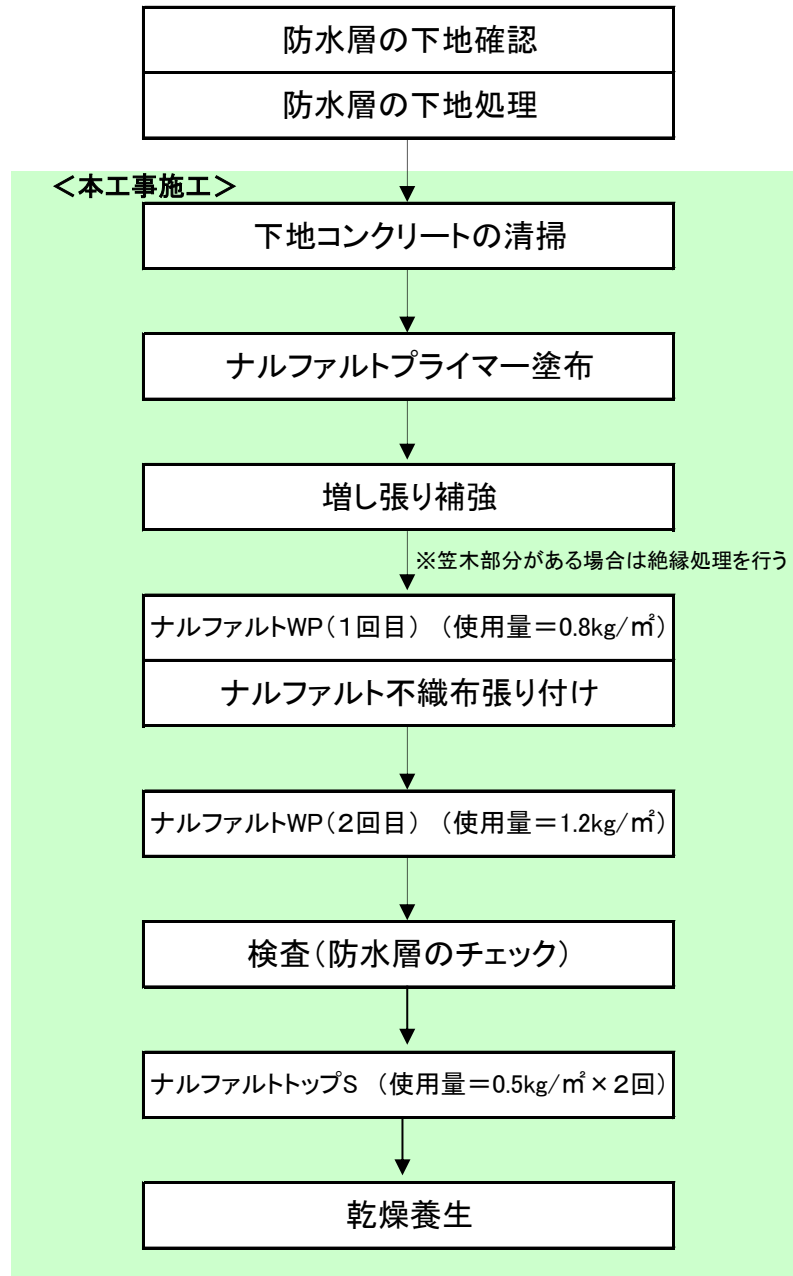 防水層の下地確認
防水層の下地処理
＜本工事施工＞
下地コンクリートの清掃
ナルファルトプライマー塗布
増し張り補強
※笠木部分がある場合は絶縁処理を行う
ナルファルトWP（１回目）　（使用量＝0.8kg/㎡）
ナルファルト不織布張り付け
ナルファルトWP（２回目）　（使用量＝1.2kg/㎡）
検査（防水層のチェック）
ナルファルトトップS　（使用量＝0.5kg/㎡×２回）
乾燥養生